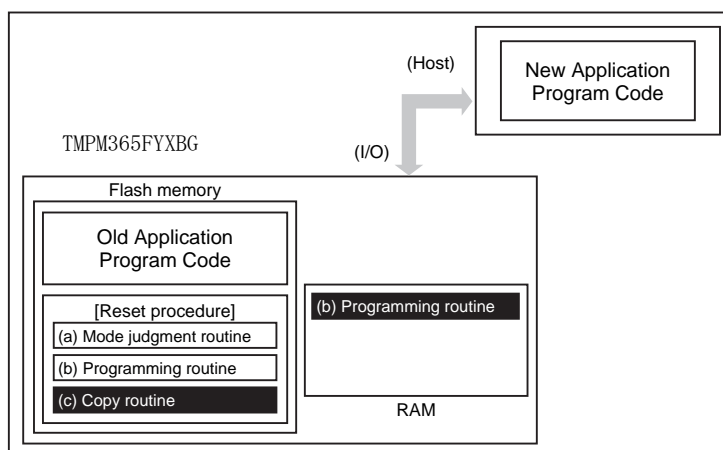 (Host)
New Application
Program Code
TMPM365FYXBG
(I/O)
Flash memory
Old Application
Program Code
[Reset procedure]
(a) Mode judgment routine
(b) Programming routine
(c) Copy routine
(b) Programming routine
RAM